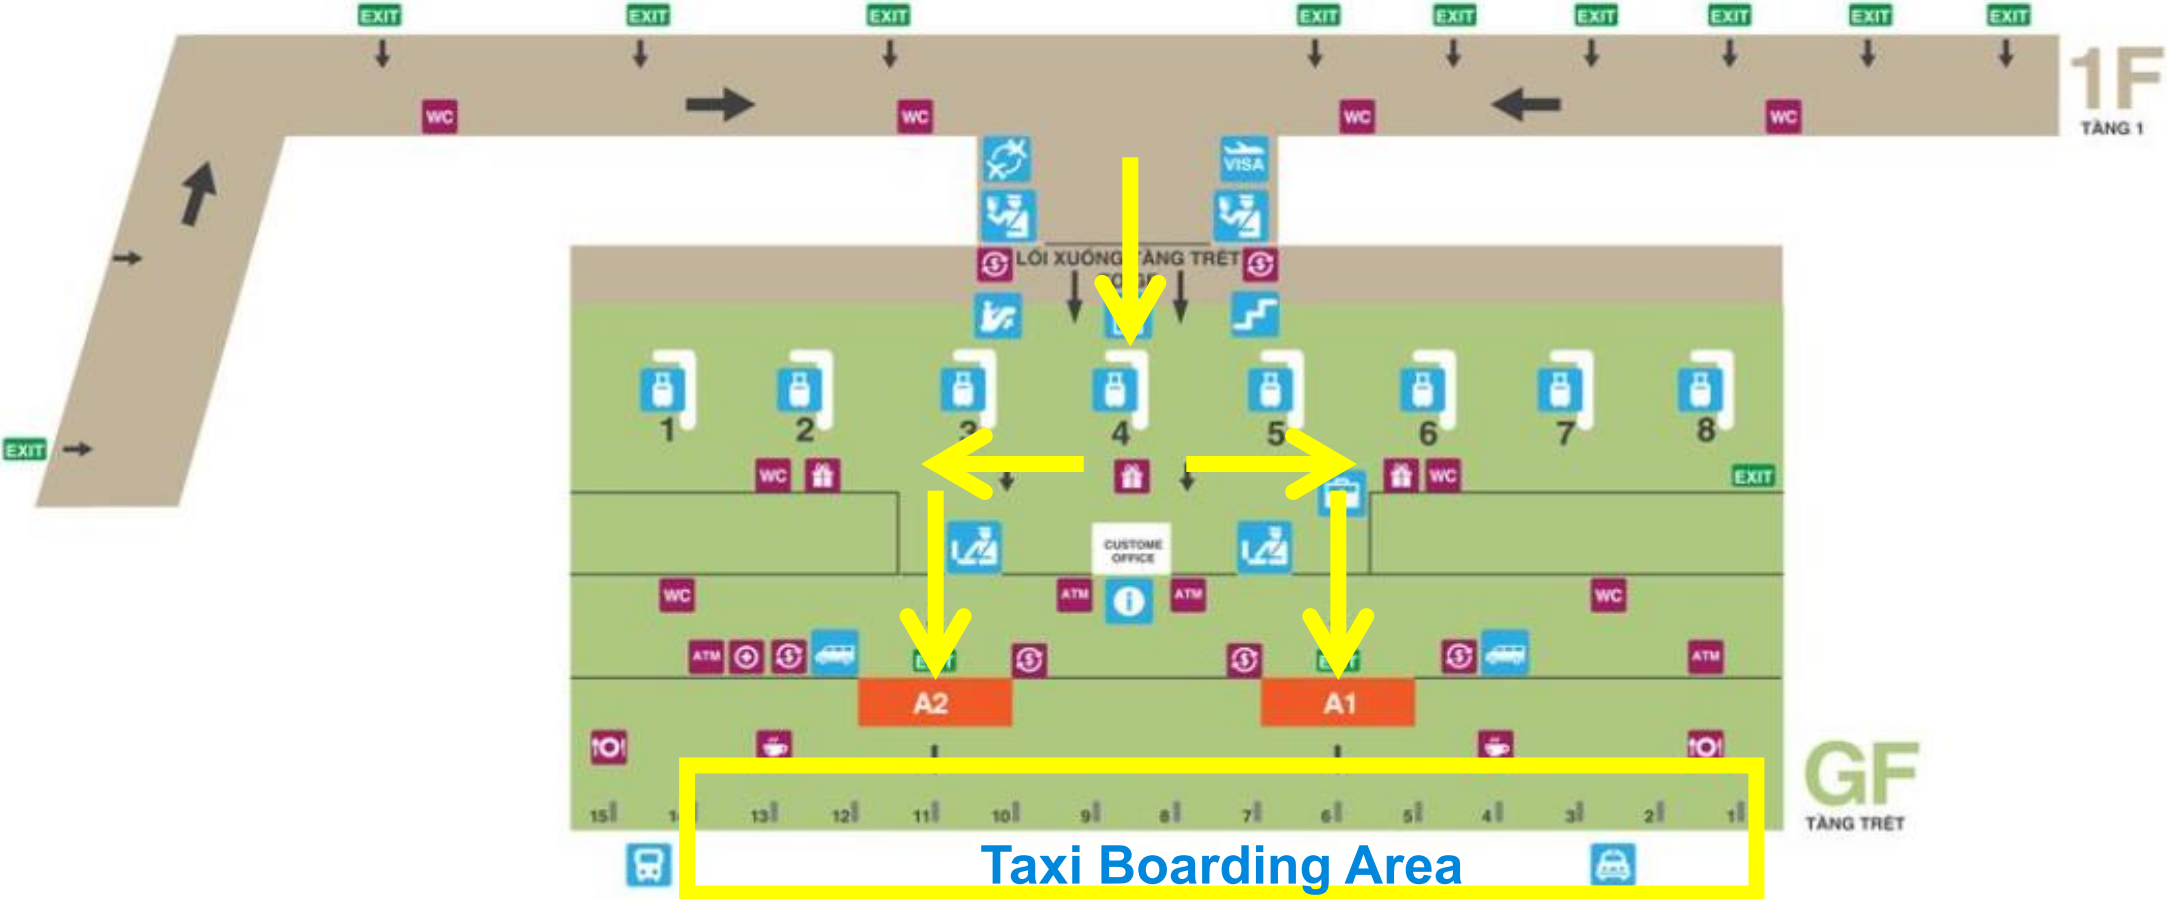 EXIT EXIT EXIT EXIT EXIT EXIT EXIT EXIT EXIT
1F
TẦNG 1
WC WC WC WC
VISA
LỐI XUỐNG TẦNG TRỆT
1 2 3 4 5 6 7 8
EXIT
WC WC EXIT
CUSTOME
OFFICE
WC ATM ATM WC
ATM EXIT EXIT ATM
A2 A1
GF
TẦNG TRỆT
15 13 12 11 10 9 8 7 6 5 4 3 2 1
Taxi Boarding Area